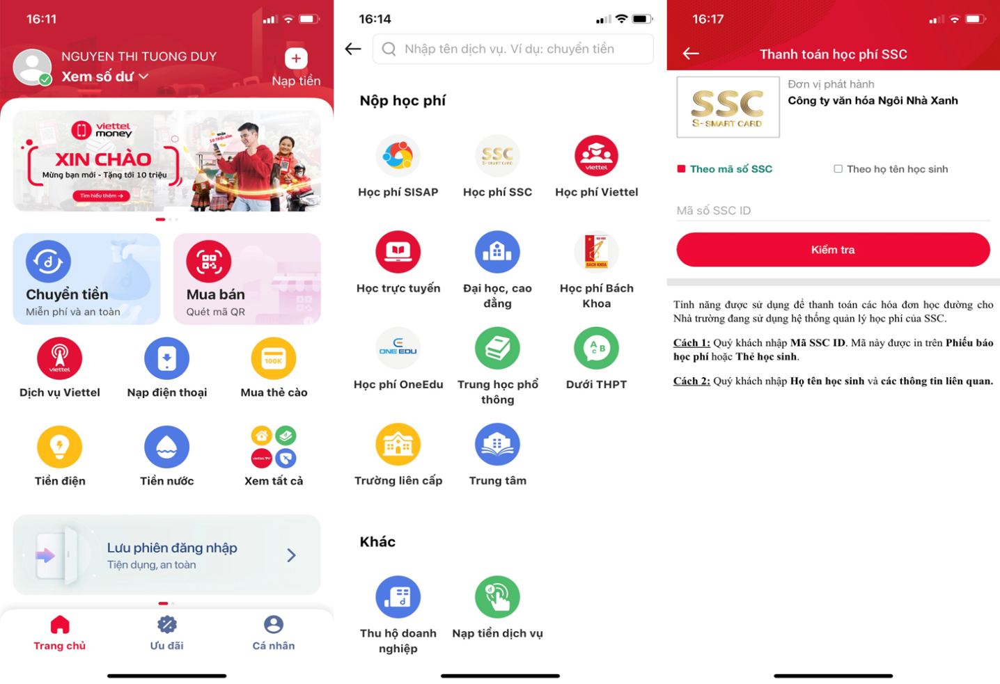 16:11
NGUYEN THI TUONG DUY
Xem số dư
Nạp tiền
viettel
money
XIN CHÀO
Mừng bạn mới - Tặng tới 10 triệu
Tìm hiểu thêm →
Chuyển tiền
Miễn phí và an toàn
Mua bán
Quét mã QR
viettel
100K
Dịch vụ Viettel
Nạp điện thoại
Mua thẻ cào
Tiền điện
Tiền nước
Xem tất cả
Lưu phiên đăng nhập
Tiện dụng, an toàn
Trang chủ
Ưu đãi
Cá nhân
16:14
Nhập tên dịch vụ. Ví dụ: chuyển tiền
Nộp học phí
SSC
S-SMART CARD
viettel
Học phí SISAP
Học phí SSC
Học phí Viettel
BÁCH KHOA
Học trực tuyến
Đại học, cao
đẳng
Học phí Bách
Khoa
ONE EDU
A B C
Học phí OneEdu
Trung học phổ
thông
Dưới THPT
Trường liên cấp
Trung tâm
Khác
Thu hộ doanh
nghiệp
Nạp tiền dịch vụ
16:17
Thanh toán học phí SSC
SSC
S-SMART CARD
Đơn vị phát hành
Công ty văn hóa Ngôi Nhà Xanh
Theo mã số SSC
Theo họ tên học sinh
Mã số SSC ID
Kiểm tra
Tính năng được sử dụng để thanh toán các hóa đơn học đường cho
Nhà trường đang sử dụng hệ thống quản lý học phí của SSC.
Cách 1: Quý khách nhập Mã SSC ID. Mã này được in trên Phiếu báo
học phí hoặc Thẻ học sinh.
Cách 2: Quý khách nhập Họ tên học sinh và các thông tin liên quan.